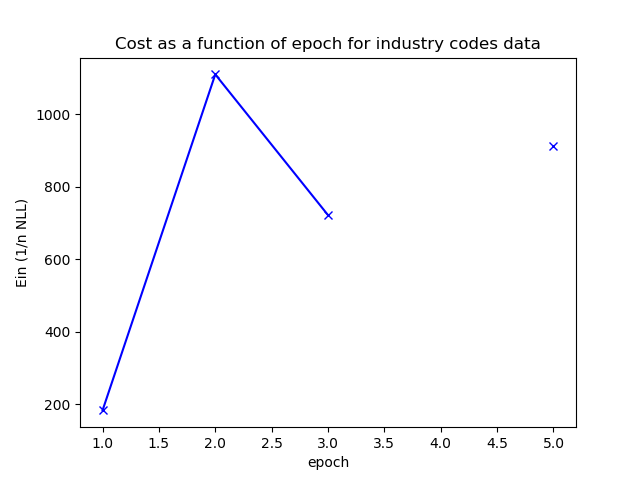 Cost as a function of epoch for industry codes data
Ein (1/n NLL)
1000
800
600
400
200
1.0 1.5 2.0 2.5 3.0 3.5 4.0 4.5 5.0
epoch